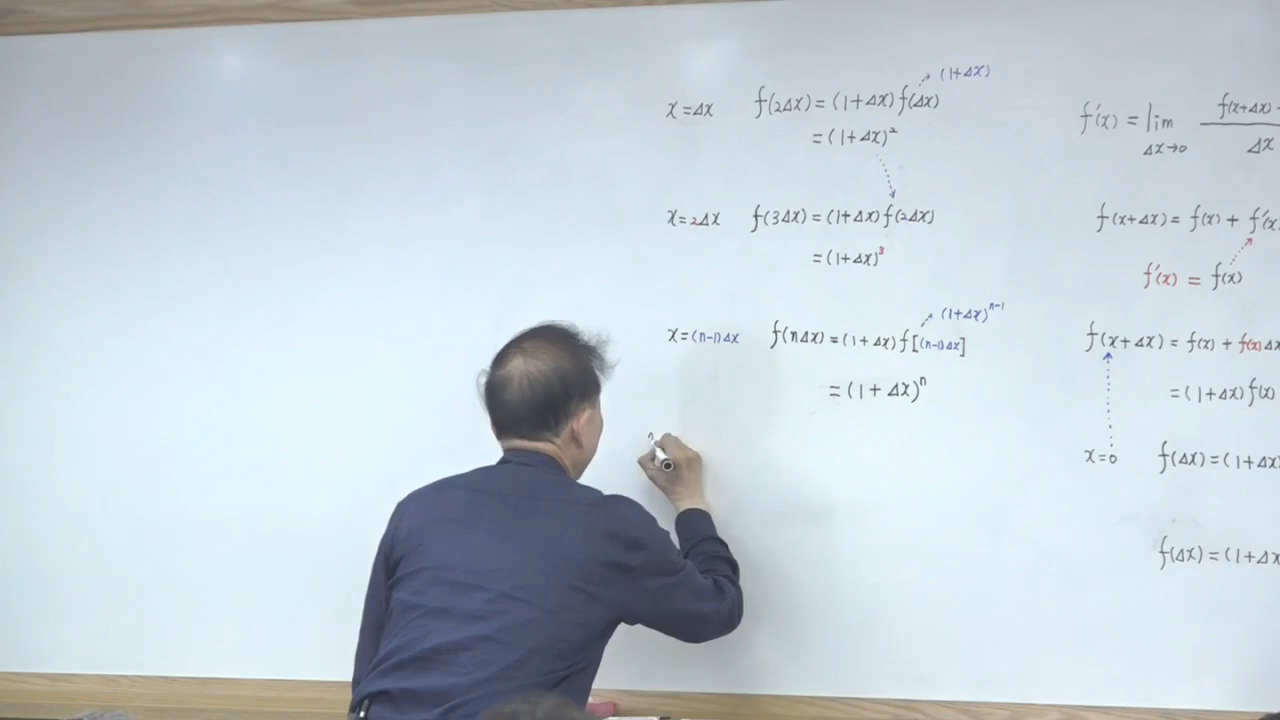 (1+Δx)
x=Δx f(2Δx)=(1+Δx)f(Δx)
=(1+Δx)²
x=2Δx f(3Δx)=(1+Δx)f(2Δx)
=(1+Δx)³
(1+Δx)ⁿ⁻¹
x=(n-1)Δx f(nΔx)=(1+Δx)f[(n-1)Δx]
=(1+Δx)ⁿ
f'(x)=lim f(x+Δx)-
Δx→0 Δx
f(x+Δx)=f(x)+f'(x)
f'(x)=f(x)
f(x+Δx)=f(x)+f(x)Δx
=(1+Δx)f(x)
x=0 f(Δx)=(1+Δx
f(Δx)=(1+Δx